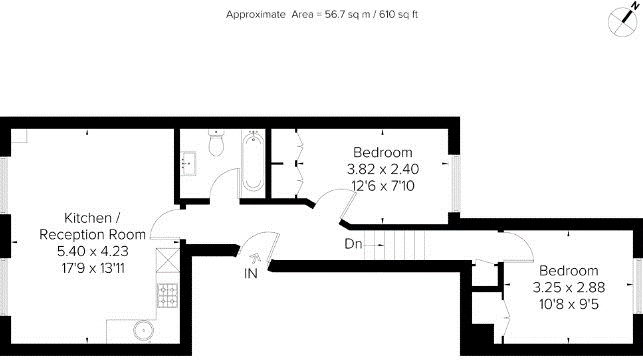 Approximate Area = 56.7 sq m / 610 sq ft
N
Bedroom
3.82 x 2.40
12'6 x 7'10
Kitchen /
Reception Room
5.40 x 4.23
17'9 x 13'11
Dn
IN
Bedroom
3.25 x 2.88
10'8 x 9'5